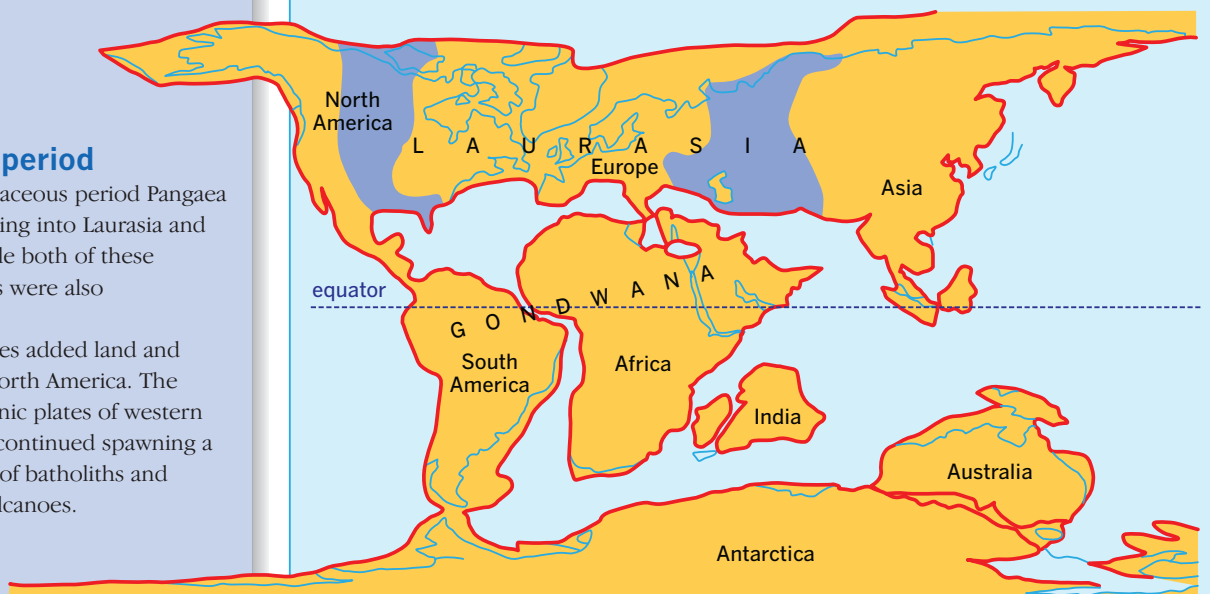 period
aceous period Pangaea
ing into Laurasia and
le both of these
s were also
es added land and
orth America. The
nic plates of western
continued spawning a
of batholiths and
lcanoes.
North
America
L A U R A S I A
Europe
Asia
equator
G O N D W A N A
South
America
Africa
India
Australia
Antarctica